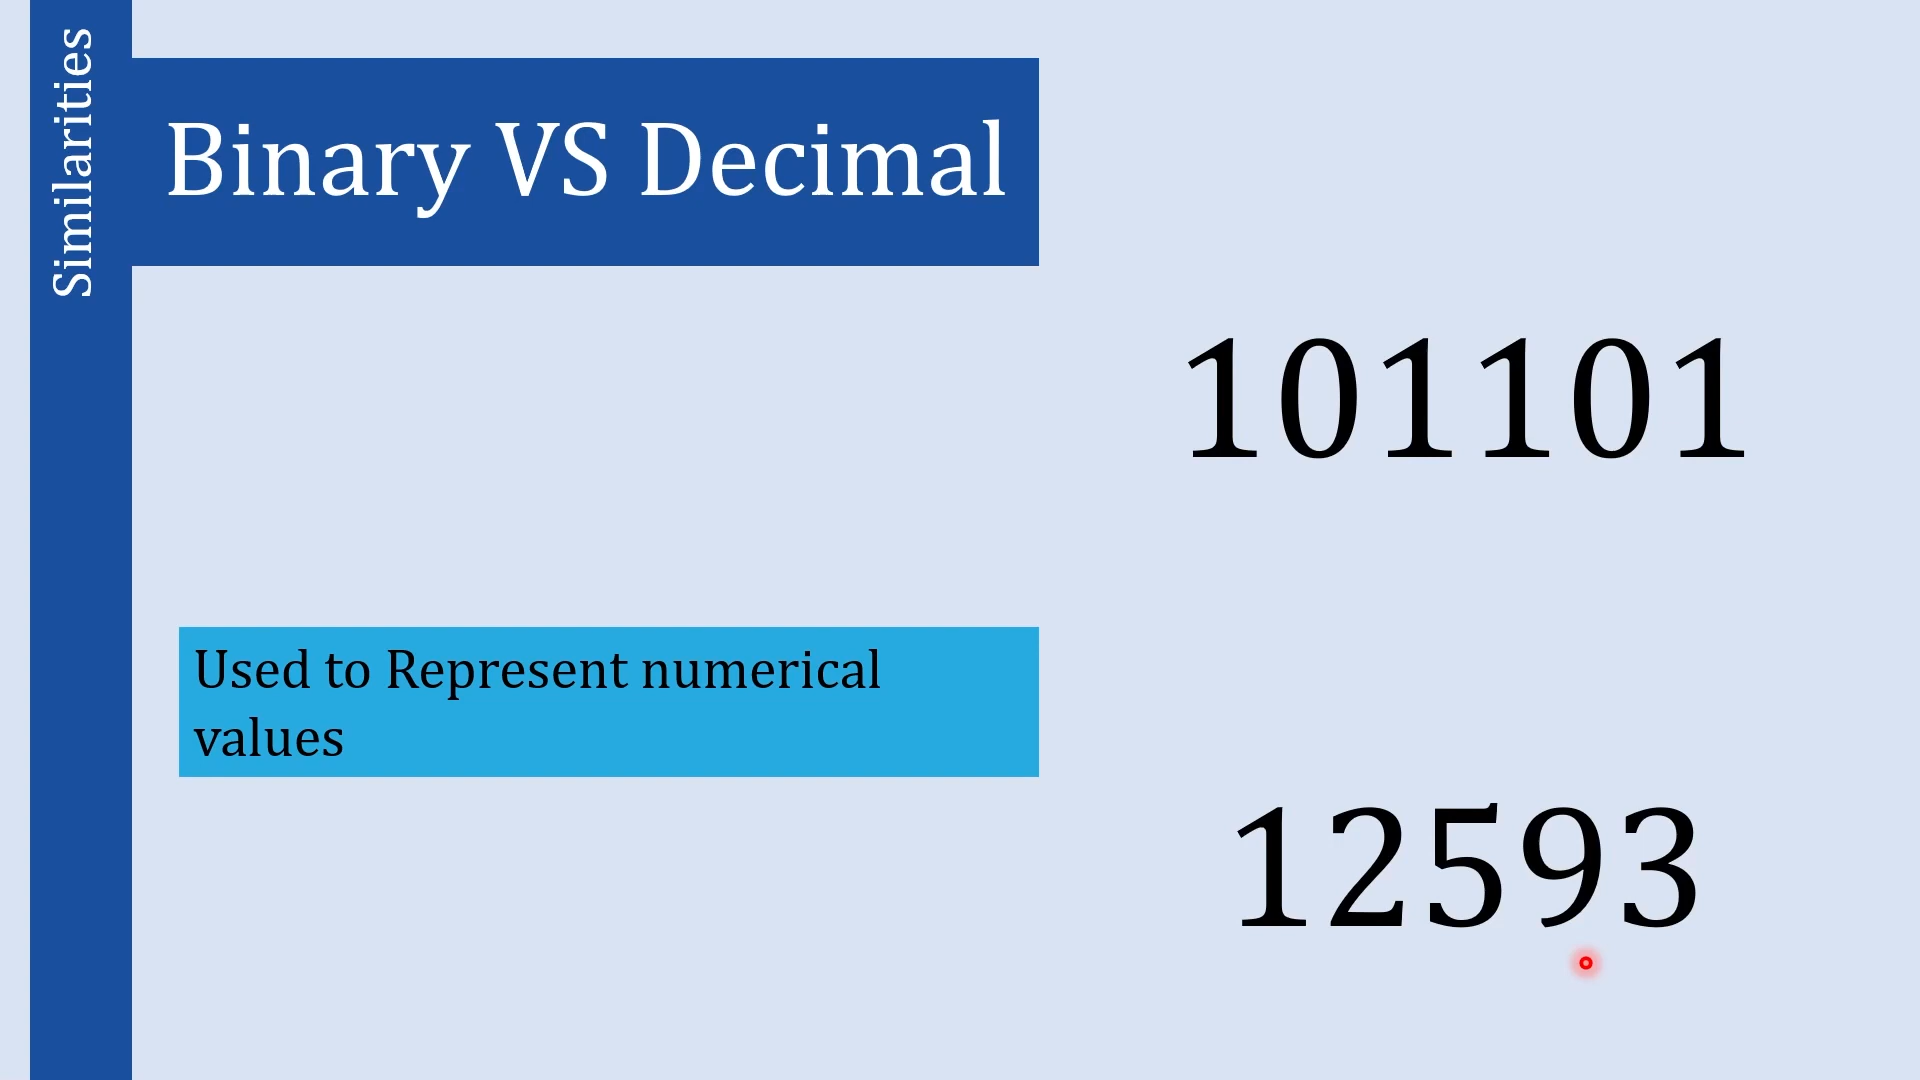 Similarities
Binary VS Decimal
101101
Used to Represent numerical
values
12593